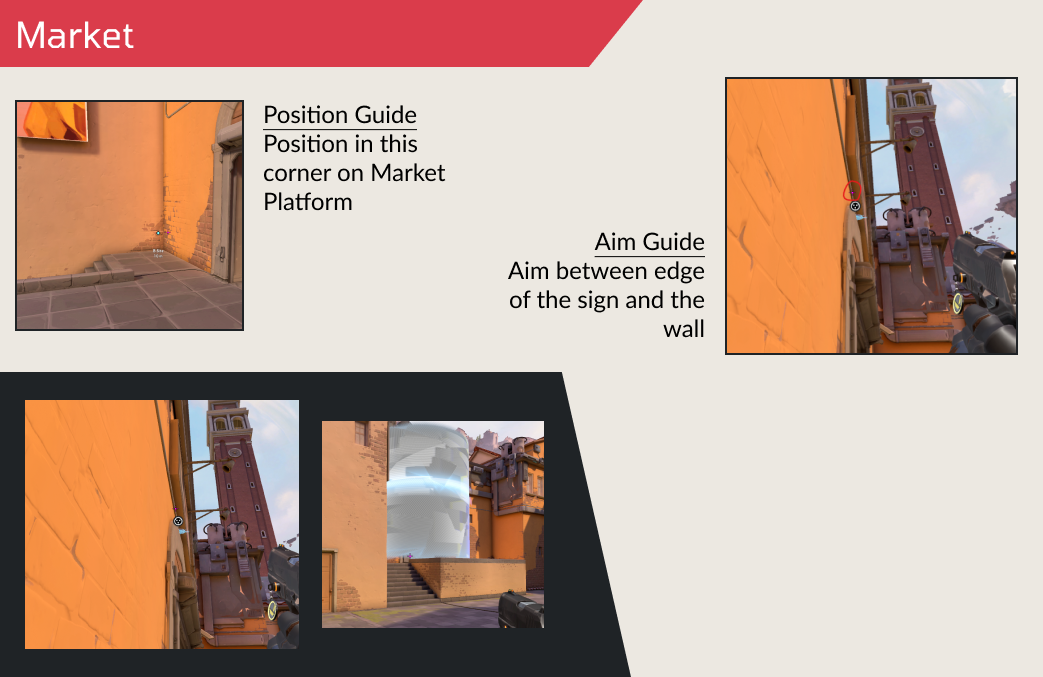 Market
Position Guide
Position in this
corner on Market
Platform
Aim Guide
Aim between edge
of the sign and the
wall